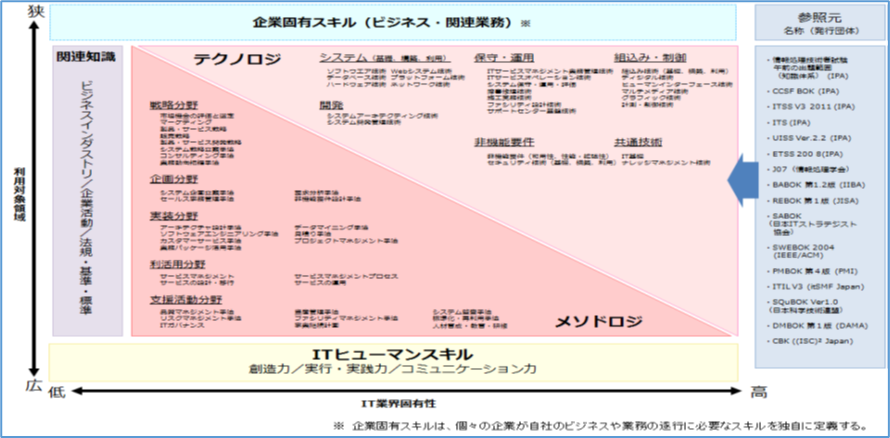 狭
企業固有スキル（ビジネス・関連業務）※
参照元
名称（発行団体）
関連知識
ビジネスインダストリ／企業活動／法規・基準・標準
利用対象領域
テクノロジ
システム（基礎、構築、利用）
ソフトウエア技術 Webシステム技術
データベース技術 プラットフォーム技術
ハードウェア技術 ネットワーク技術
開発
システムアーキテクティング技術
システム開発管理技術
保守・運用
ITサービスマネジメント業務管理技術
ITサービスオペレーション技術
システム保守・運用・評価
障害修理技術
施工実務技術
ファシリティ設計技術
サポートセンター基盤技術
非機能要件
非機能要件（可用性、性能・拡張性）
セキュリティ技術（基礎、構築、利用）
組込み・制御
組込み技術（基礎、構築、利用）
ディジタル技術
ヒューマンインターフェース技術
マルチメディア技術
グラフィック技術
計測・制御技術
共通技術
IT基礎
ナレッジマネジメント技術
戦略分野
市場機会の評価と選定
マーケティング
製品・サービス戦略
販売戦略
製品・サービス開発戦略
システム戦略立案手法
コンサルティング手法
業務動向把握手法
企画分野
システム企画立案手法 要求分析手法
セールス事務管理手法 非機能要件設計手法
実装分野
アーキテクチャ設計手法 データマイニング手法
ソフトウェアエンジニアリング手法 見積り手法
カスタマーサービス手法 プロジェクトマネジメント手法
業務パッケージ活用手法
利活用分野
サービスマネジメント サービスマネジメントプロセス
サービスの設計・移行 サービスの運用
支援活動分野
品質マネジメント手法 資産管理手法 システム監査手法
リスクマネジメント手法 ファシリティマネジメント手法 標準化・再利用手法
ITガバナンス 事業継続計画 人材育成・教育・研修
メソドロジ
・情報処理技術者試験
午前の出題範囲
（知識体系）（IPA）
・CCSF BOK (IPA)
・ITSS V3 2011 (IPA)
・ITS (IPA)
・UISS Ver.2.2 (IPA)
・ETSS 200 8(IPA)
・J07（情報処理学会）
・BABOK 第1.2版 (IIBA)
・REBOK 第1版 (JISA)
・SABOK
（日本ITストラテジスト
協会）
・SWEBOK 2004
(IEEE/ACM)
・PMBOK 第4版 (PMI)
・ITIL V3 (itSMF Japan)
・SQuBOK Ver1.0
（日本科学技術連盟）
・DMBOK 第1版 (DAMA)
・CBK ((ISC)² Japan)
ITヒューマンスキル
創造力／実行・実践力／コミュニケーション力
広
低
IT業界固有性
高
※ 企業固有スキルは、個々の企業が自社のビジネスや業務の遂行に必要なスキルを独自に定義する。